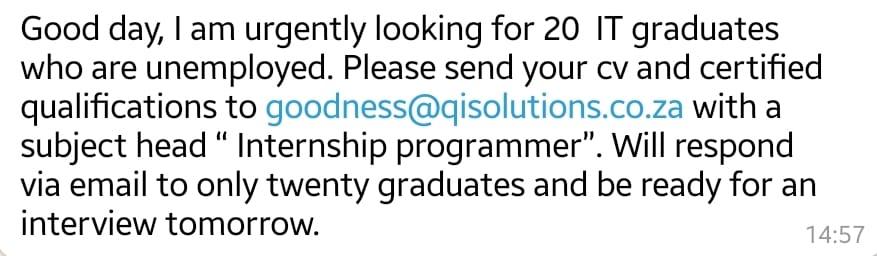 Good day, I am urgently looking for 20  IT graduates
who are unemployed. Please send your cv and certified
qualifications to goodness@qisolutions.co.za with a
subject head “ Internship programmer”. Will respond
via email to only twenty graduates and be ready for an
interview tomorrow.
14:57